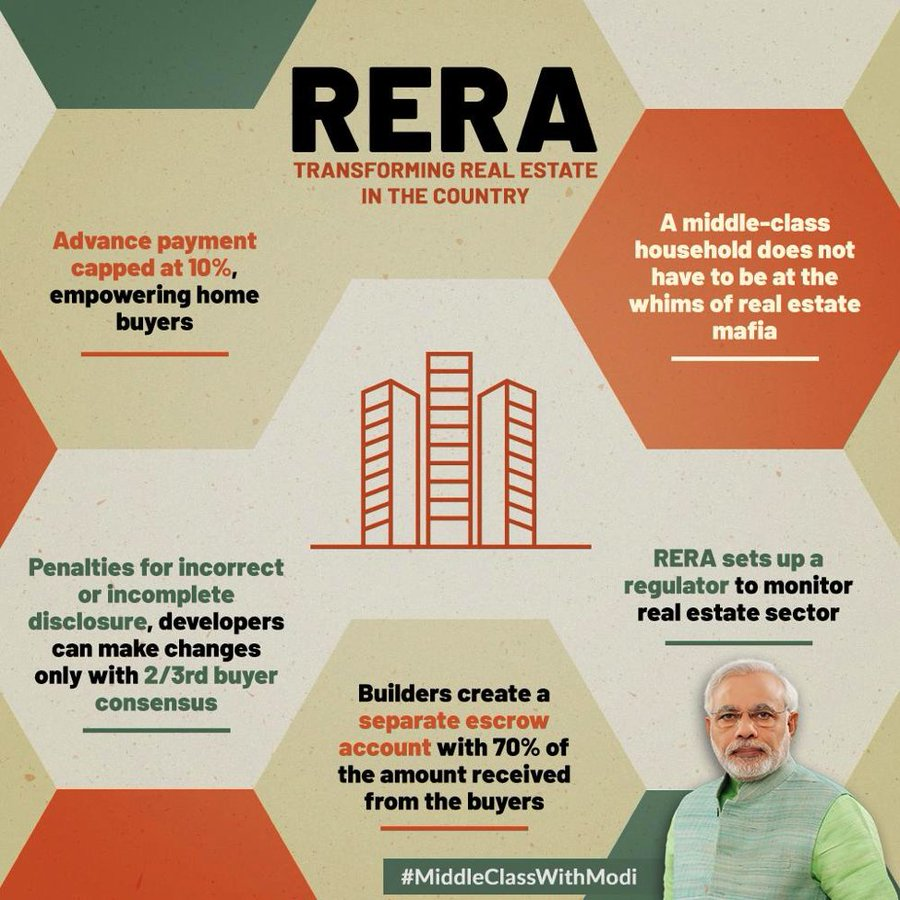 RERA
TRANSFORMING REAL ESTATE
IN THE COUNTRY
Advance payment
capped at 10%,
empowering home
buyers
A middle-class
household does not
have to be at the
whims of real estate
mafia
Penalties for incorrect
or incomplete
disclosure, developers
can make changes
only with 2/3rd buyer
consensus
RERA sets up a
regulator to monitor
real estate sector
Builders create a
separate escrow
account with 70% of
the amount received
from the buyers
#MiddleClassWithModi